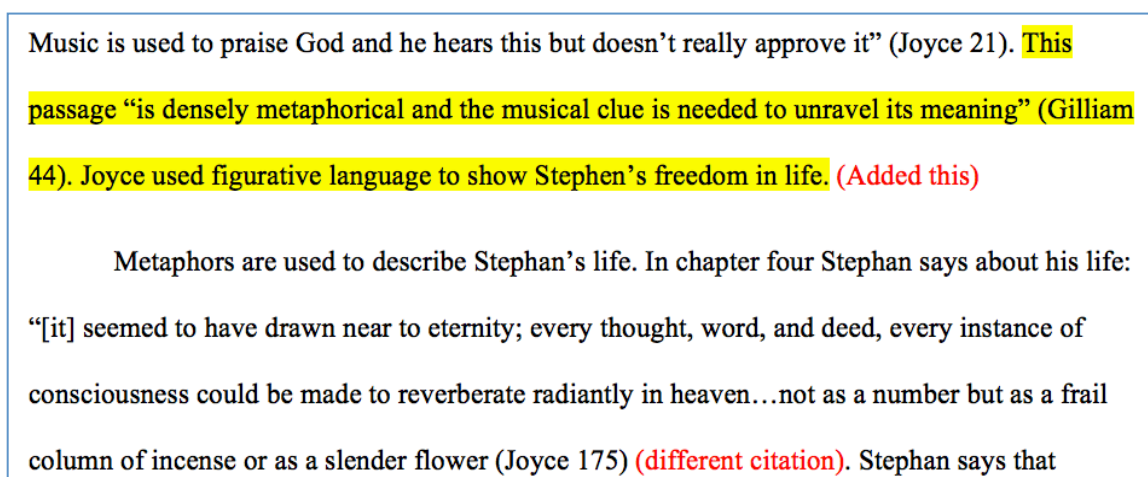 Music is used to praise God and he hears this but doesn’t really approve it” (Joyce 21). This
passage “is densely metaphorical and the musical clue is needed to unravel its meaning” (Gilliam
44). Joyce used figurative language to show Stephen’s freedom in life. (Added this)
Metaphors are used to describe Stephan’s life. In chapter four Stephan says about his life:
“[it] seemed to have drawn near to eternity; every thought, word, and deed, every instance of
consciousness could be made to reverberate radiantly in heaven…not as a number but as a frail
column of incense or as a slender flower (Joyce 175) (different citation). Stephan says that